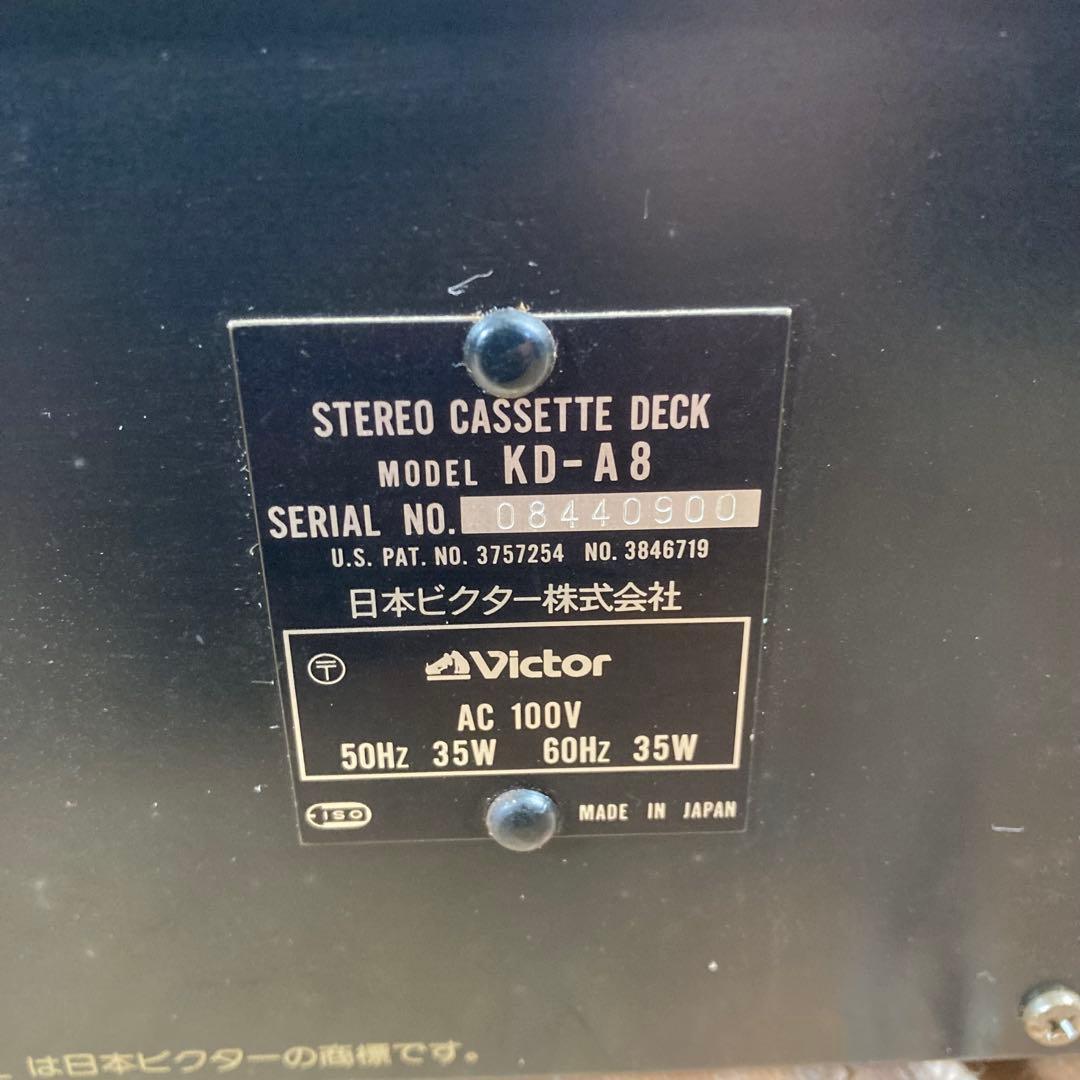 STEREO CASSETTE DECK
MODEL KD-A8
SERIAL NO. 08440900
U.S. PAT. NO. 3757254 NO. 3846719
日本ビクター株式会社
〒 Victor
AC 100V
50Hz 35W 60Hz 35W
ISO MADE IN JAPAN
は日本ビクターの商標です。